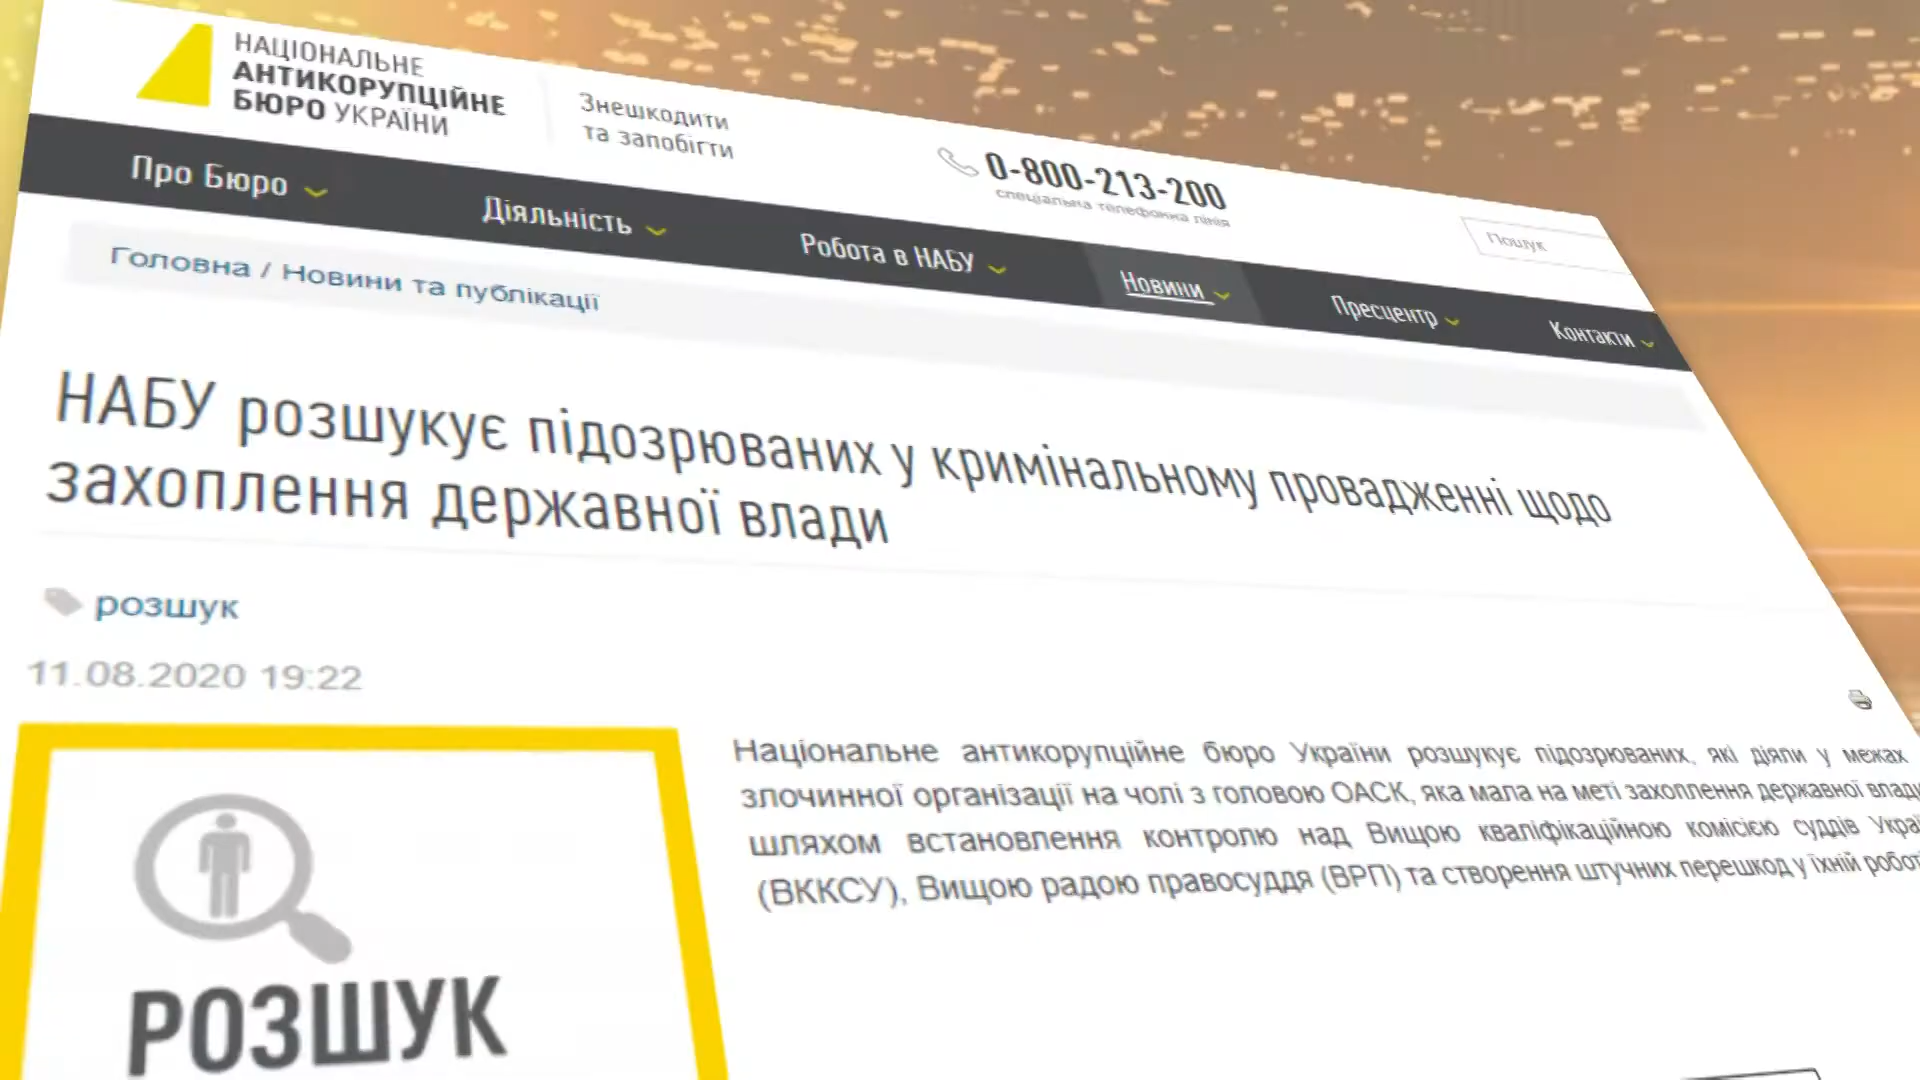 НАЦІОНАЛЬНЕ
АНТИКОРУПЦІЙНЕ
БЮРО УКРАЇНИ
Знешкодити
та запобігти
0-800-213-200
спеціальна телефонна лінія
Пошук
Про Бюро
Діяльність
Робота в НАБУ
Новини
Пресцентр
Контакти
Головна / Новини та публікації
НАБУ розшукує підозрюваних у кримінальному провадженні щодо
захоплення державної влади
розшук
11.08.2020 19:22
Національне антикорупційне бюро України розшукує підозрюваних, які діяли у межах
злочинної організації на чолі з головою ОАСК, яка мала на меті захоплення державної влади
шляхом встановлення контролю над Вищою кваліфікаційною комісією суддів Украї
(ВККСУ), Вищою радою правосуддя (ВРП) та створення штучних перешкод у їхній роботі
РОЗШУК